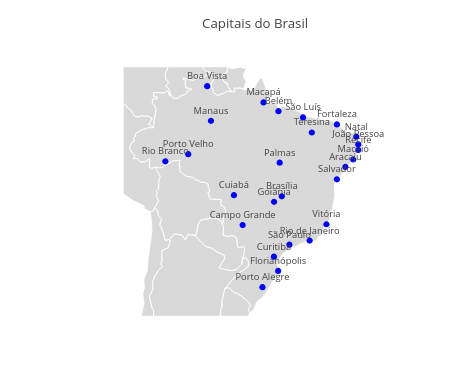 Capitais do Brasil
Boa Vista
Macapá
Belém
São Luís
Manaus
Fortaleza
Teresina
Natal
João Pessoa
Recife
Porto Velho
Rio Branco
Maceió
Palmas
Aracaju
Salvador
Cuiabá
Brasília
Goiânia
Campo Grande
Vitória
Rio de Janeiro
São Paulo
Curitiba
Florianópolis
Porto Alegre